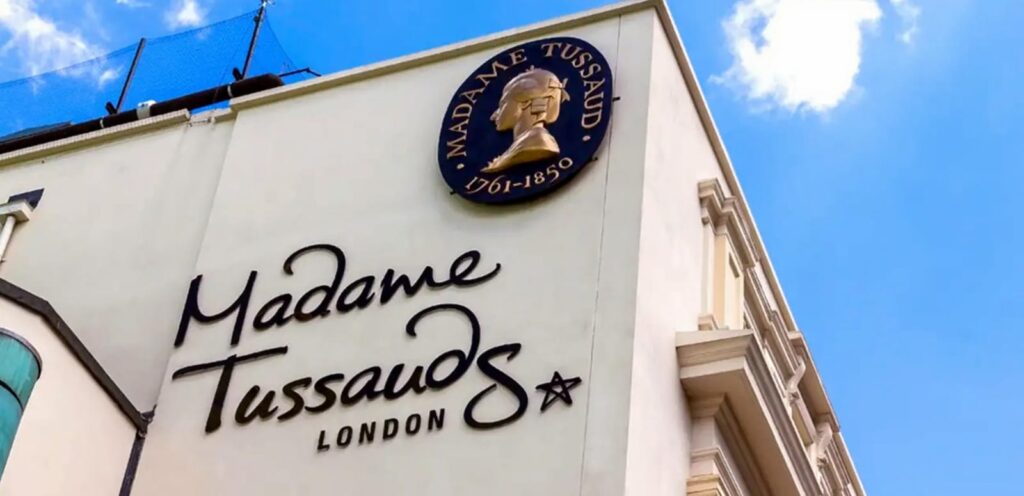 · MADAME TUSSAUD ·
1761-1850
Madame
Tussauds
LONDON